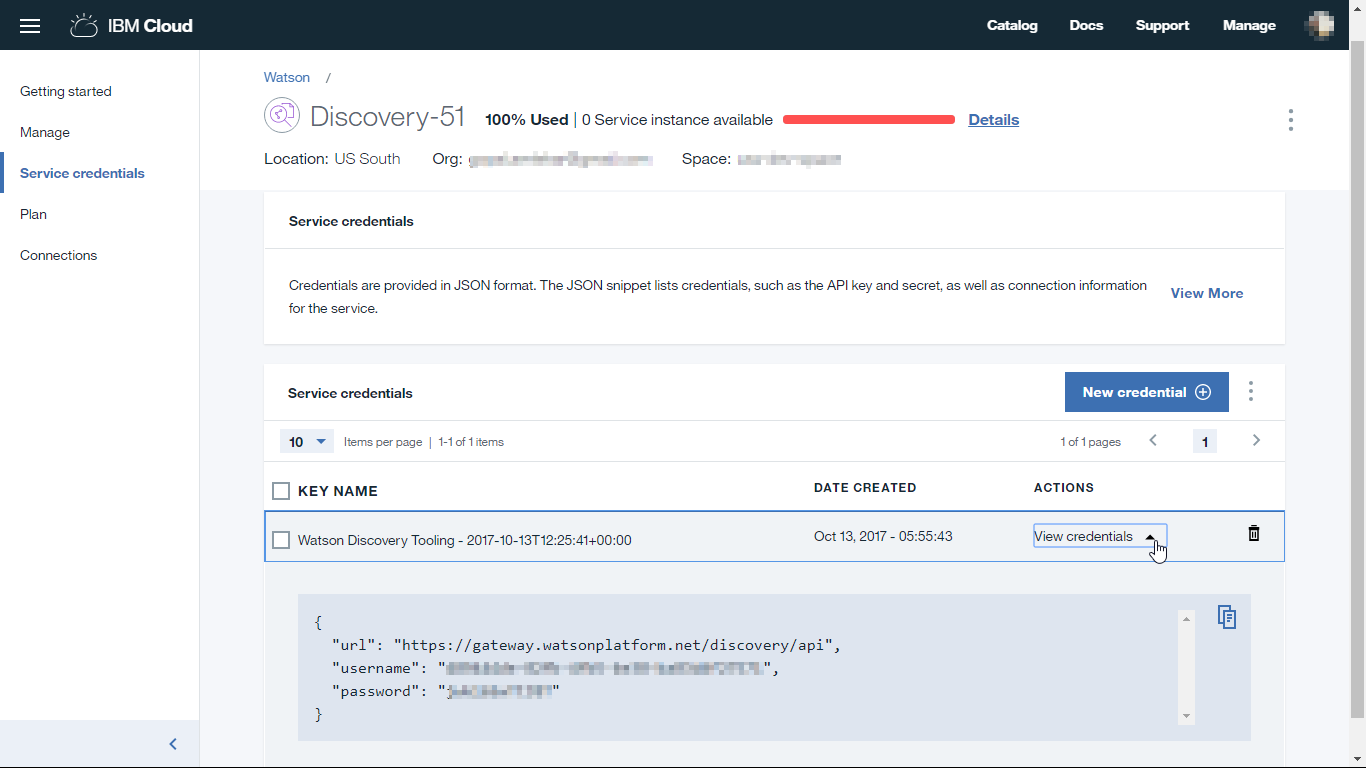 IBM Cloud
Catalog Docs Support Manage
Getting started
Manage
Service credentials
Plan
Connections
Watson /
Discovery-51 100% Used | 0 Service instance available Details
Location: US South Org: Space:
Service credentials
Credentials are provided in JSON format. The JSON snippet lists credentials, such as the API key and secret, as well as connection information
for the service.
View More
Service credentials
New credential
10 Items per page | 1-1 of 1 items
1 of 1 pages 1
KEY NAME DATE CREATED ACTIONS
Watson Discovery Tooling - 2017-10-13T12:25:41+00:00 Oct 13, 2017 - 05:55:43 View credentials
{
"url": "https://gateway.watsonplatform.net/discovery/api",
"username": " ",
"password": " "
}